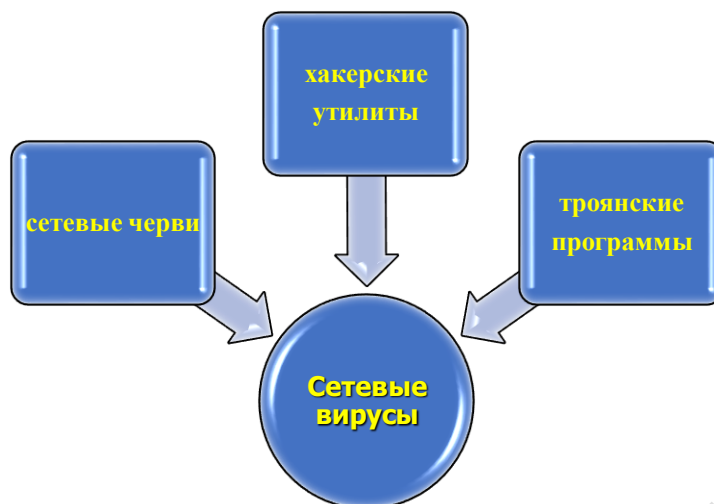 хакерские
утилиты
сетевые черви
троянские
программы
Сетевые
вирусы